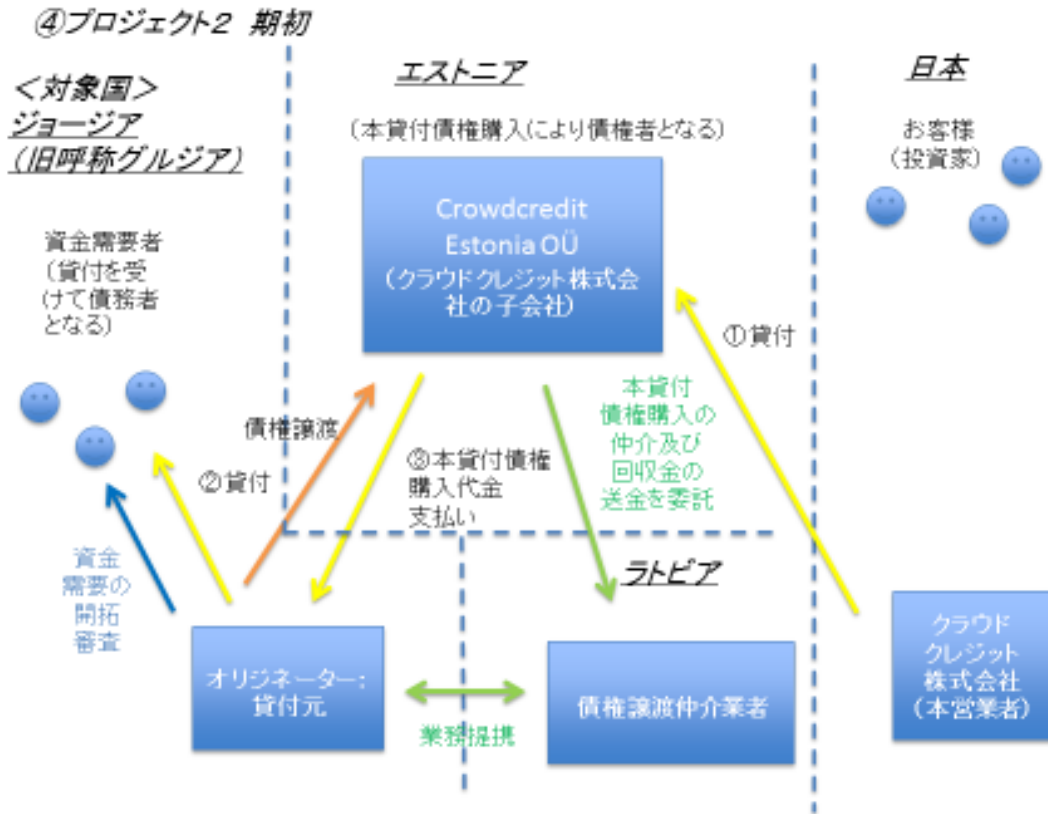 ④プロジェクト2 期初
＜対象国＞
ジョージア
(旧呼称グルジア)
エストニア
(本貸付債権購入により債権者となる)
日本
お客様
(投資家)
Crowdcredit
Estonia OÜ
(クラウドクレジット株式会
社の子会社)
資金需要者
(貸付を受
けて債務者
となる)
①貸付
債権譲渡
②貸付
③本貸付債権
購入代金
支払い
本貸付
債権購入の
仲介及び
回収金の
送金を委託
資金
需要の
開拓
審査
ラトビア
オリジネーター:
貸付元
業務提携
債権譲渡仲介業者
クラウド
クレジット
株式会社
(本営業者)